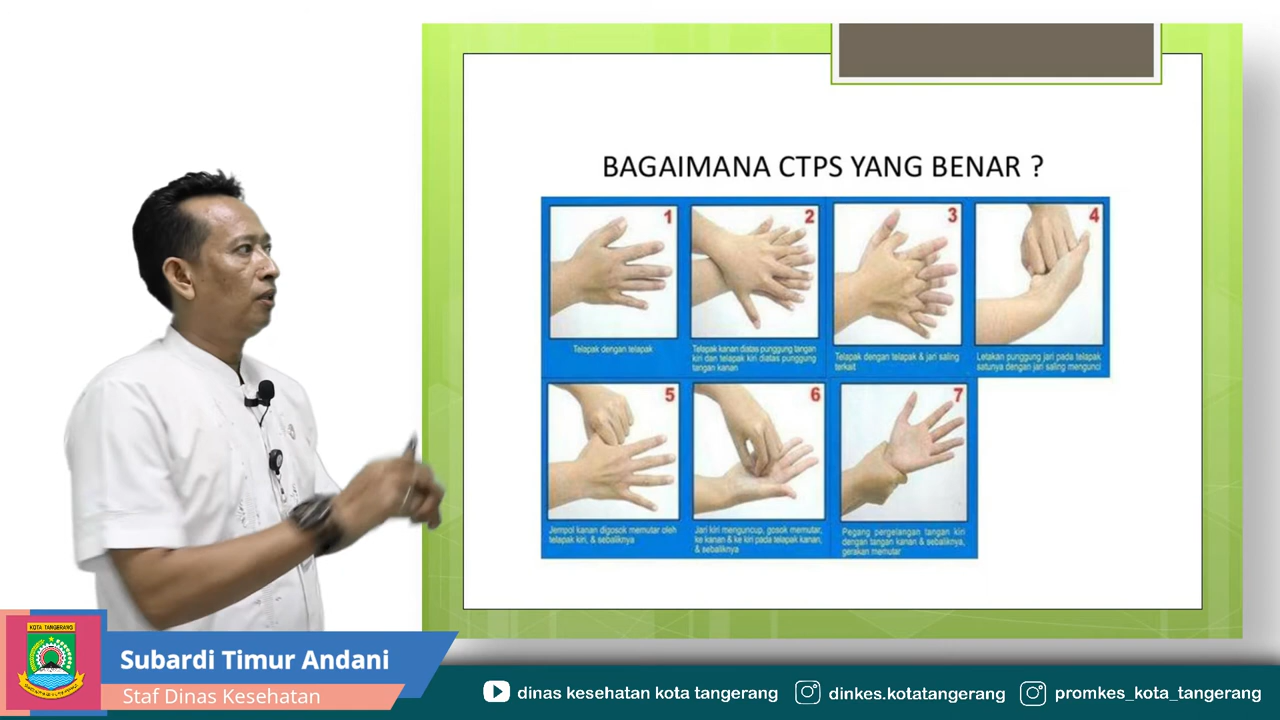 BAGAIMANA CTPS YANG BENAR ?
1
2
3
4
Telapak dengan telapak
Telapak kanan diatas punggung tangan
kiri dan telapak kiri diatas punggung
tangan kanan
Telapak dengan telapak & jari saling
terkait
Letakan punggung jari pada telapak
satunya dengan jari saling mengunci
5
6
7
Jempol kanan digosok memutar oleh
telapak kiri, & sebaliknya
Jari kiri menguncup, gosok memutar,
ke kanan & ke kiri pada telapak kanan,
& sebaliknya
Pegang pergelangan tangan kiri
dengan tangan kanan & sebaliknya,
gerakan memutar
KOTA TANGERANG
Subardi Timur Andani
Staf Dinas Kesehatan
dinas kesehatan kota tangerang
dinkes.kotatangerang
promkes_kota_tangerang